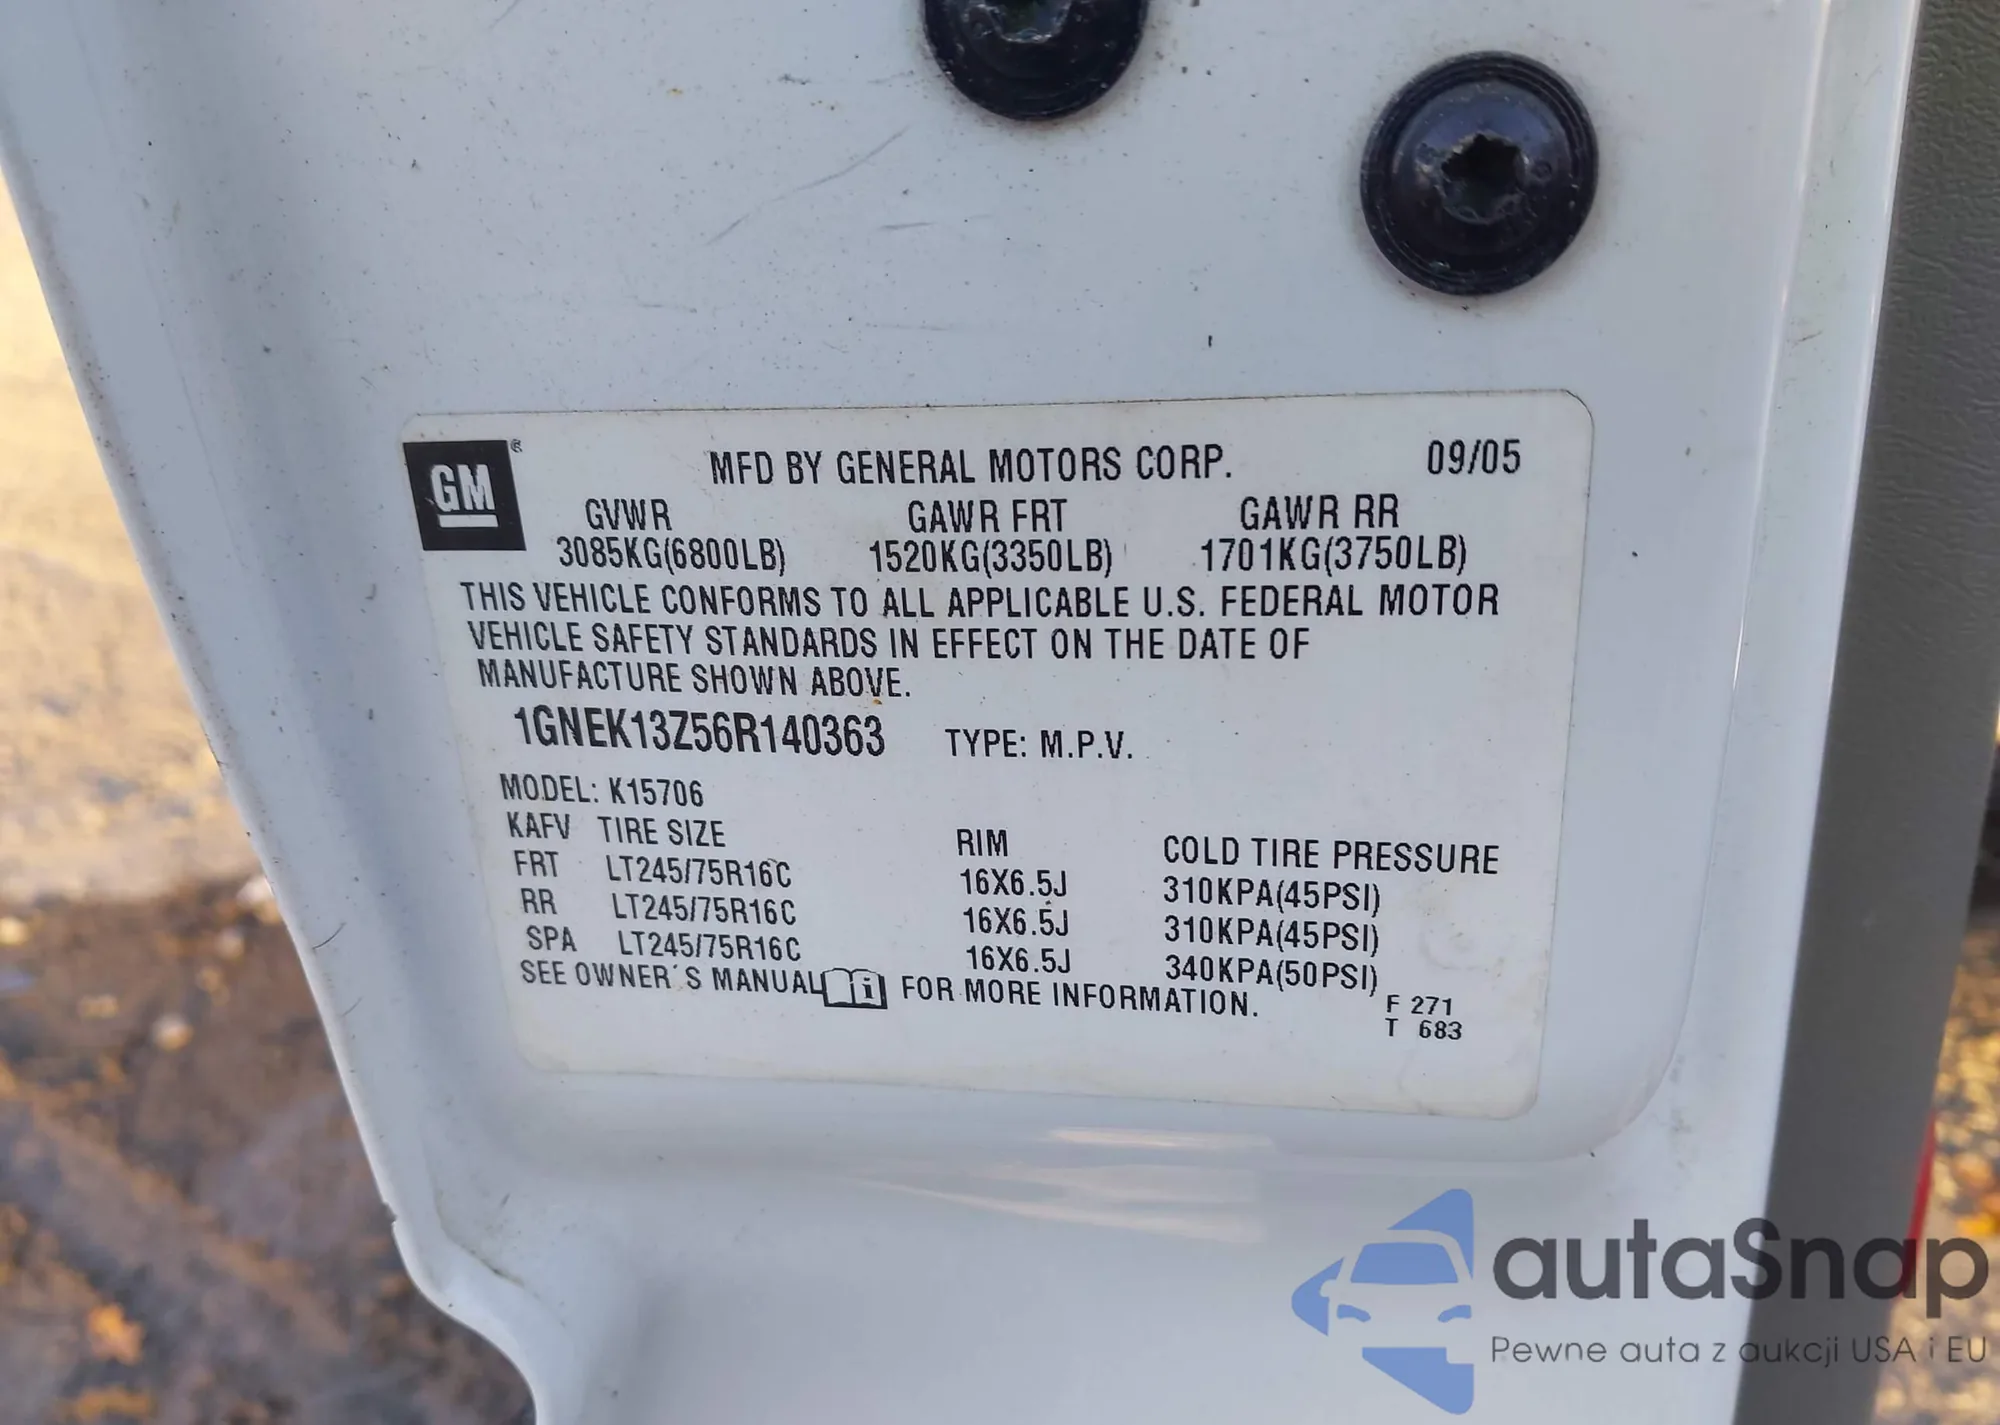 GM®
MFD BY GENERAL MOTORS CORP. 09/05
GVWR GAWR FRT GAWR RR
3085KG(6800LB) 1520KG(3350LB) 1701KG(3750LB)
THIS VEHICLE CONFORMS TO ALL APPLICABLE U.S. FEDERAL MOTOR
VEHICLE SAFETY STANDARDS IN EFFECT ON THE DATE OF
MANUFACTURE SHOWN ABOVE.
1GNEK13Z56R140363 TYPE: M.P.V.
MODEL: K15706
KAFV TIRE SIZE RIM COLD TIRE PRESSURE
FRT LT245/75R16C 16X6.5J 310KPA(45PSI)
RR LT245/75R16C 16X6.5J 310KPA(45PSI)
SPA LT245/75R16C 16X6.5J 340KPA(50PSI)
SEE OWNER'S MANUAL i FOR MORE INFORMATION.
F 271
T 683
autaSnap
Pewne auta z aukcji USA i EU